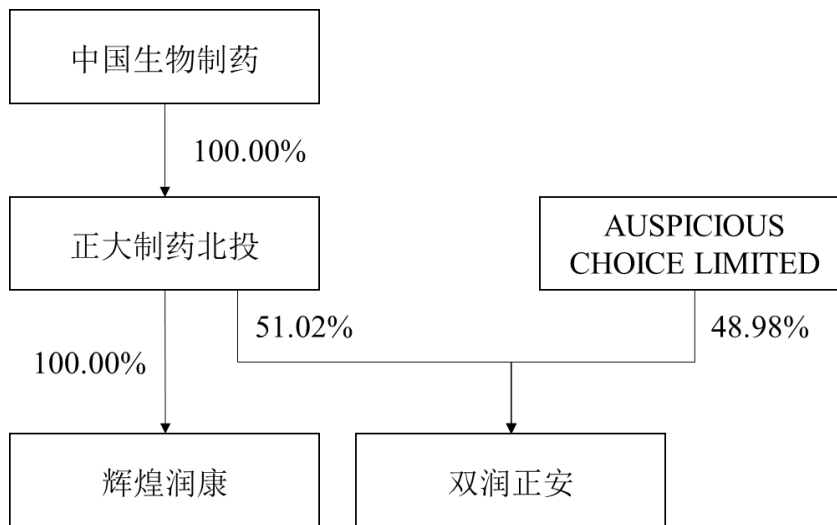 中国生物制药
100.00%
正大制药北投
AUSPICIOUS
CHOICE LIMITED
51.02%
48.98%
100.00%
辉煌润康
双润正安